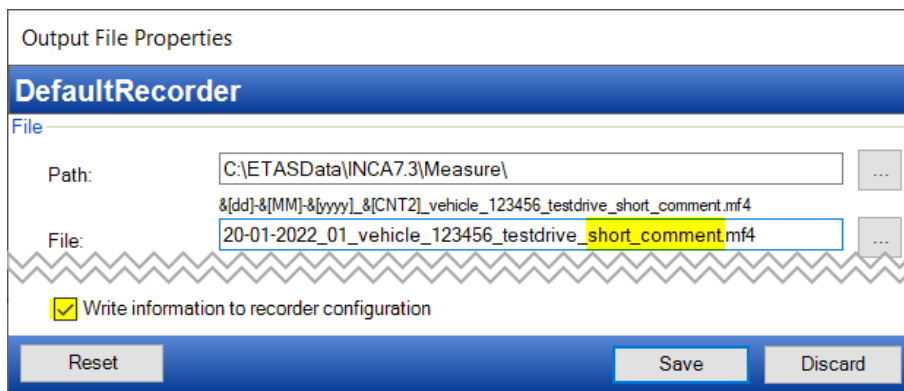 Output File Properties
DefaultRecorder
File
Path: C:\ETASData\INCA7.3\Measure\ ...
&[dd]-&[MM]-&[yyyy]_&[CNT2]_vehicle_123456_testdrive_short_comment.mf4
File: 20-01-2022_01_vehicle_123456_testdrive_short_comment.mf4 ...
Write information to recorder configuration
Reset Save Discard